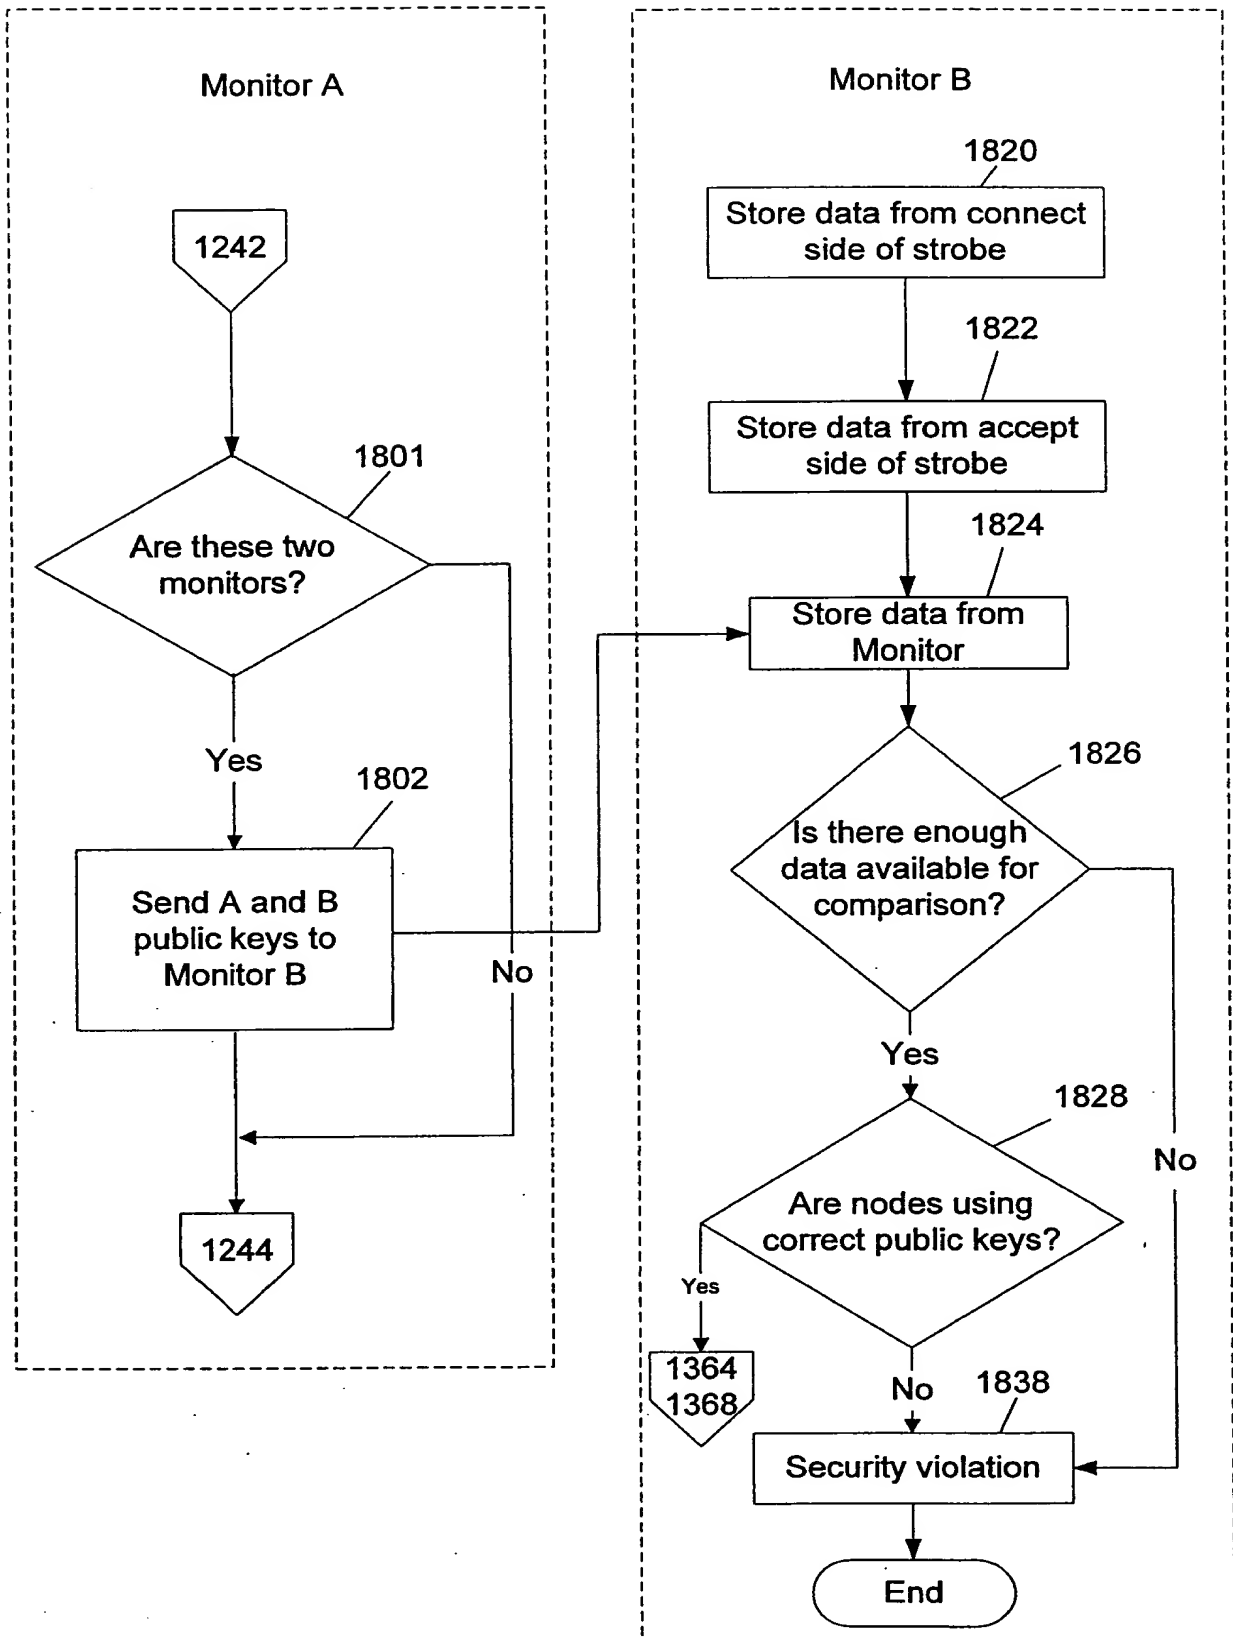 Monitor A
1242
1801
Are these two
monitors?
Yes
1802
Send A and B
public keys to
Monitor B
No
1244
Monitor B
1820
Store data from connect
side of strobe
1822
Store data from accept
side of strobe
1824
Store data from
Monitor
1826
Is there enough
data available for
comparison?
Yes
No
1828
Are nodes using
correct public keys?
Yes
1364
1368
No
1838
Security violation
End